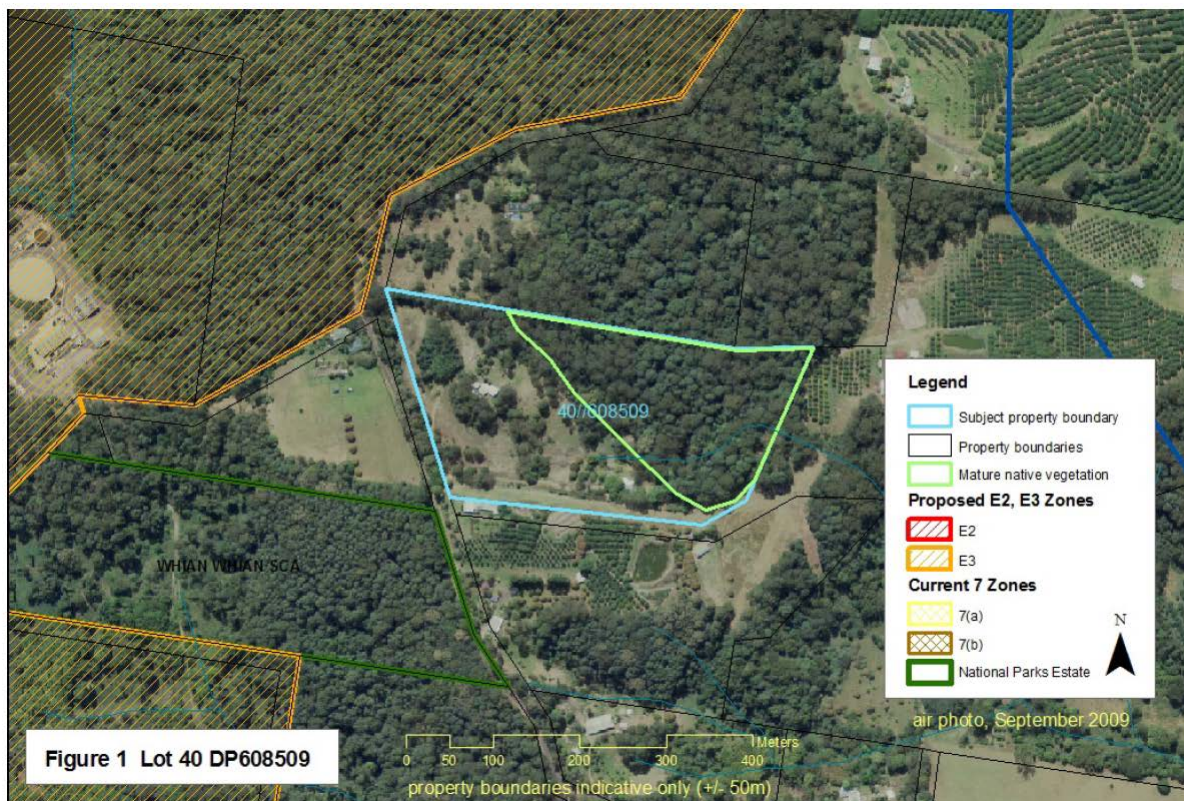 40//608509
WHIAN WHIAN SCA
Legend
Subject property boundary
Property boundaries
Mature native vegetation
Proposed E2, E3 Zones
E2
E3
Current 7 Zones
7(a)
7(b)
National Parks Estate
N
air photo, September 2009
Figure 1 Lot 40 DP608509
Meters
0 50 100 200 300 400
property boundaries indicative only (+/- 50m)